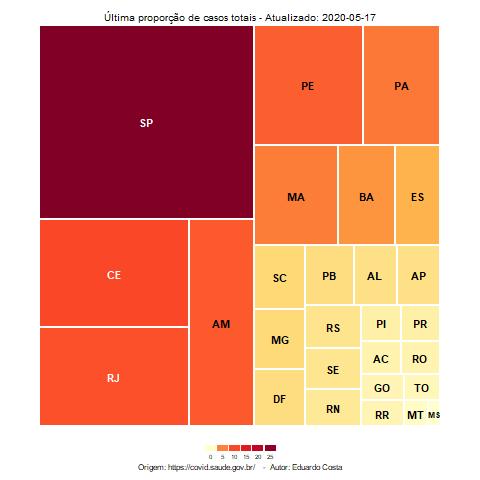 Última proporção de casos totais - Atualizado: 2020-05-17
SP
PE
PA
MA
BA
ES
CE
AM
RJ
SC
PB
AL
AP
MG
RS
PI
PR
SE
AC
RO
DF
GO
TO
RN
RR
MT
MS
0 5 10 15 20 25
Origem: https://covid.saude.gov.br/ - Autor: Eduardo Costa